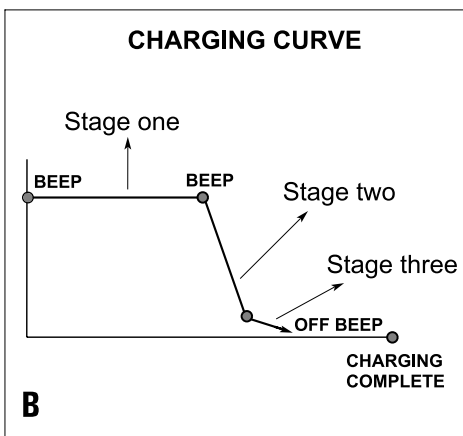 CHARGING CURVE
Stage one
BEEP
BEEP
Stage two
Stage three
OFF BEEP
CHARGING
COMPLETE
B